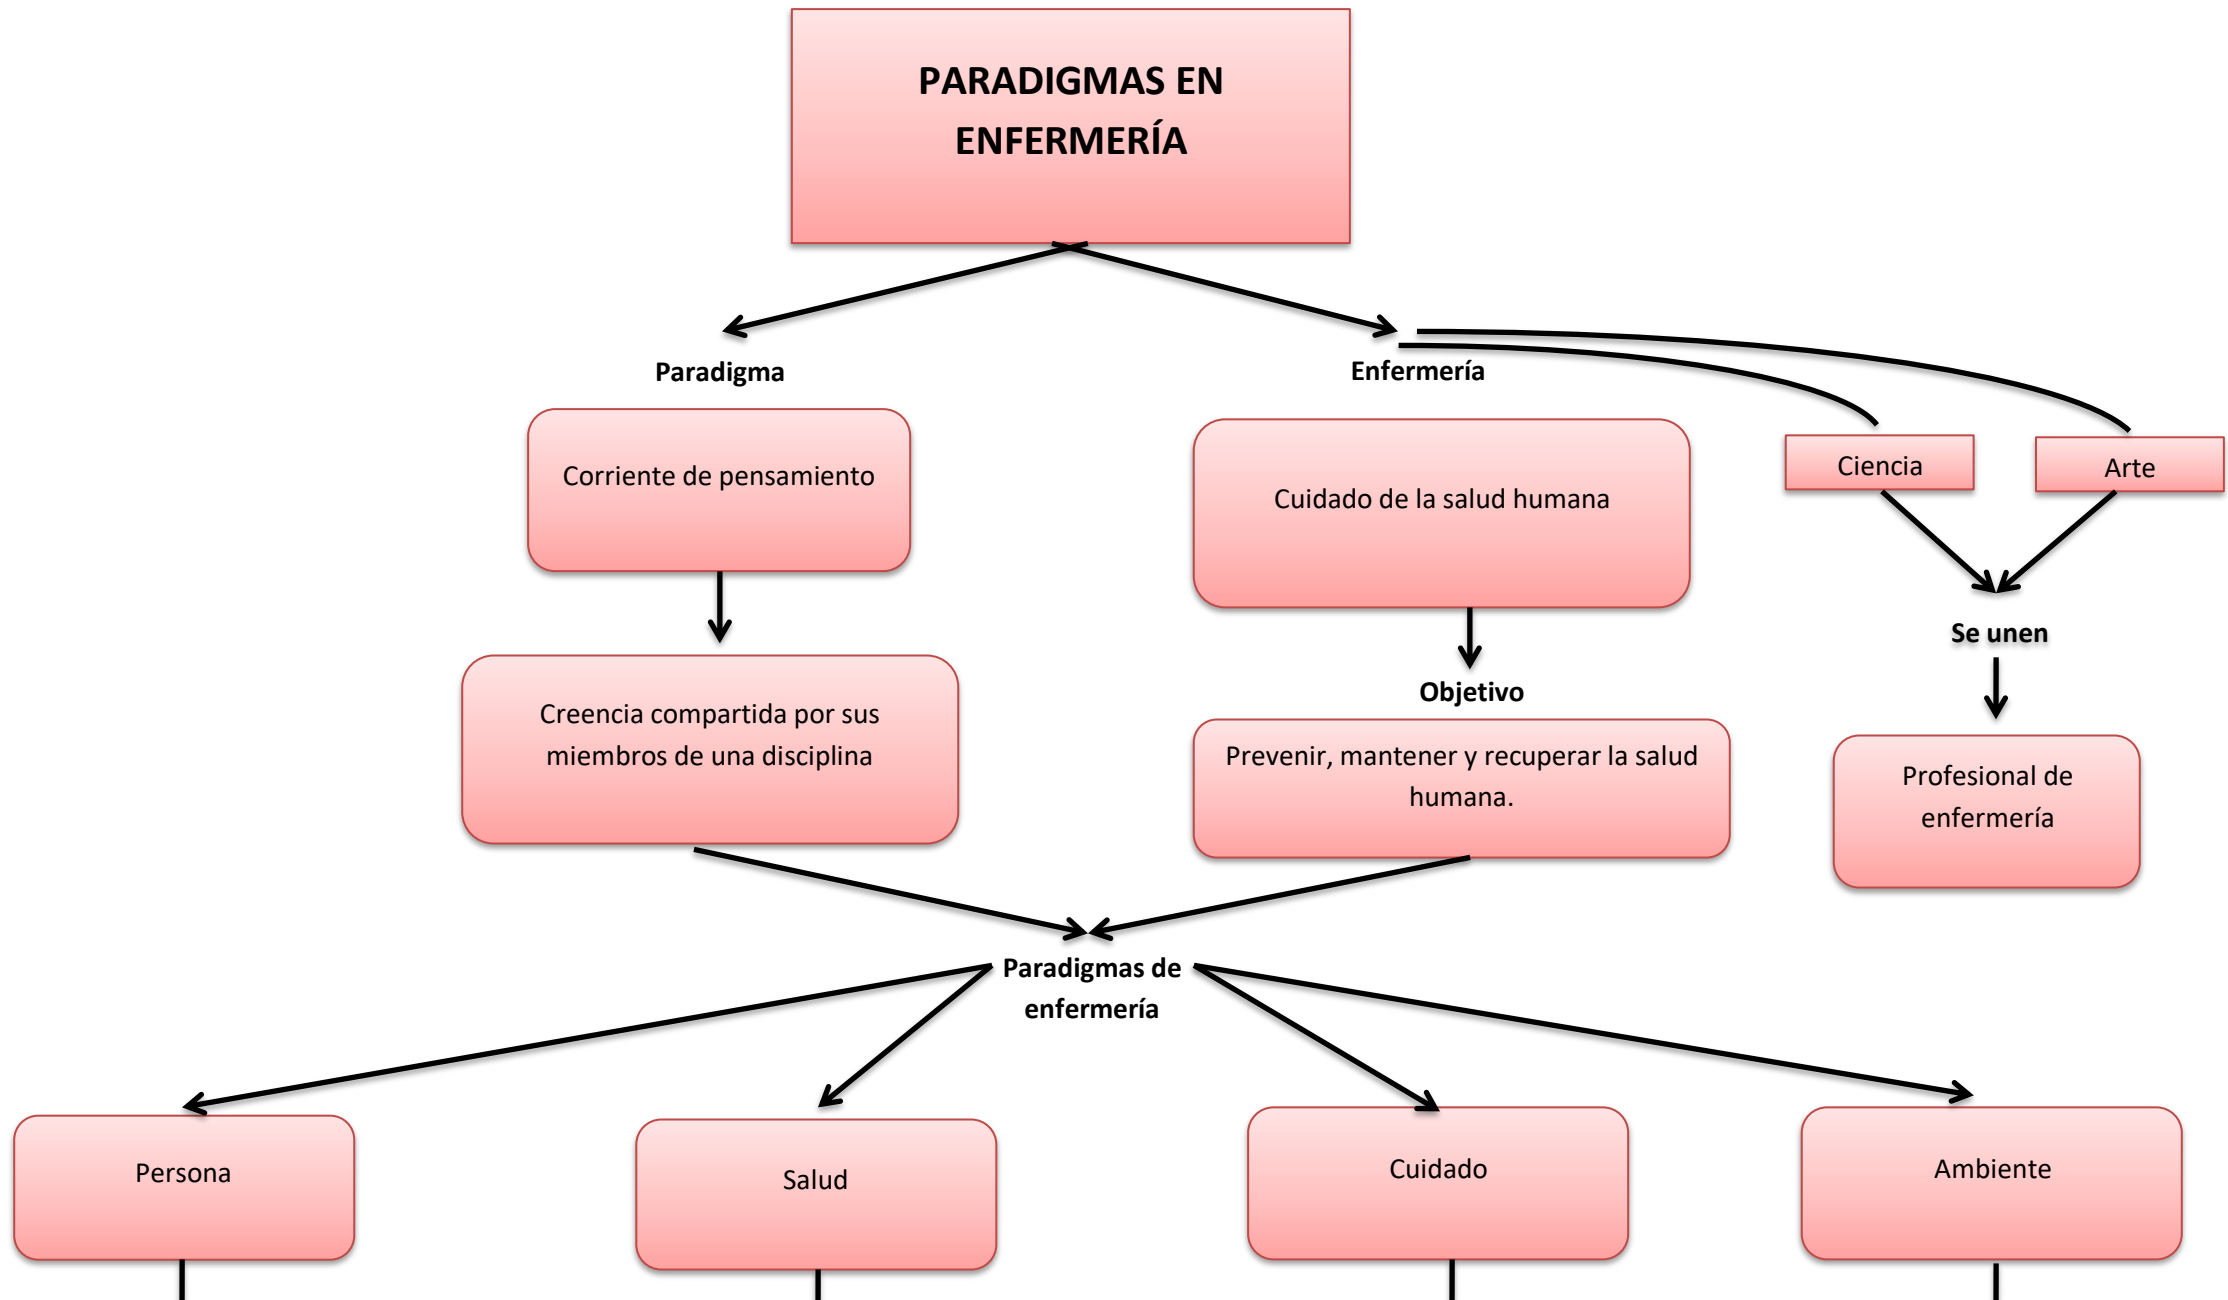 PARADIGMAS EN
ENFERMERÍA
Paradigma
Enfermería
Corriente de pensamiento
Cuidado de la salud humana
Ciencia
Arte
Se unen
Creencia compartida por sus
miembros de una disciplina
Objetivo
Prevenir, mantener y recuperar la salud
humana.
Profesional de
enfermería
Paradigmas de
enfermería
Persona
Salud
Cuidado
Ambiente